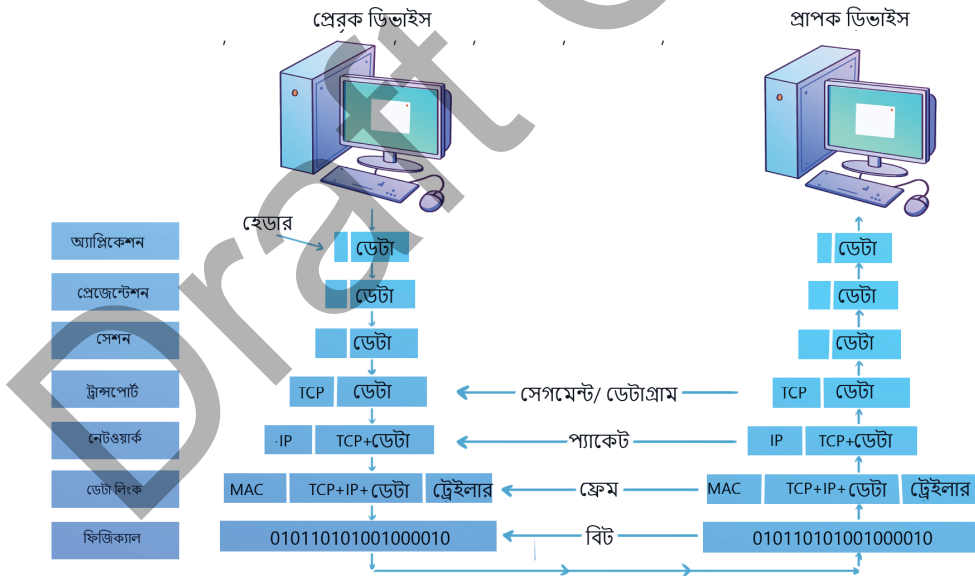 প্রেরক ডিভাইস প্রাপক ডিভাইস
হেডার
অ্যাপ্লিকেশন ডেটা ডেটা
প্রেজেন্টেশন ডেটা ডেটা
সেশন ডেটা ডেটা
ট্রান্সপোর্ট TCP ডেটা সেগমেন্ট/ ডেটাগ্রাম TCP ডেটা
নেটওয়ার্ক IP TCP+ডেটা প্যাকেট IP TCP+ডেটা
ডেটা লিংক MAC TCP+IP+ডেটা ট্রেইলার ফ্রেম MAC TCP+IP+ডেটা ট্রেইলার
ফিজিক্যাল 010110101001000010 বিট 010110101001000010
Draft